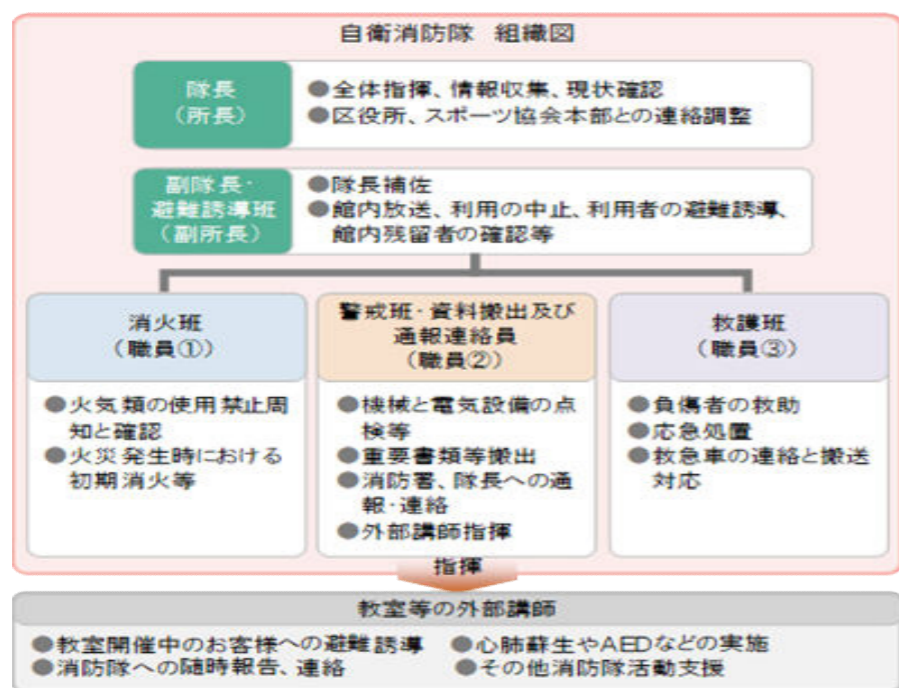 自衛消防隊 組織図
隊長
（所長）
●全体指揮、情報収集、現状確認
●区役所、スポーツ協会本部との連絡調整
副隊長・
避難誘導班
（副所長）
●隊長補佐
●館内放送、利用の中止、利用者の避難誘導、
館内残留者の確認等
消火班
（職員①）
●火気類の使用禁止周
知と確認
●火災発生時における
初期消火等
警戒班・資料搬出及び
通報連絡員
（職員②）
●機械と電気設備の点
検等
●重要書類等搬出
●消防署、隊長への通
報・連絡
●外部講師指揮
救護班
（職員③）
●負傷者の救助
●応急処置
●救急車の連絡と搬送
対応
指揮
教室等の外部講師
●教室開催中のお客様への避難誘導
●消防隊への随時報告、連絡
●心肺蘇生やAEDなどの実施
●その他消防隊活動支援